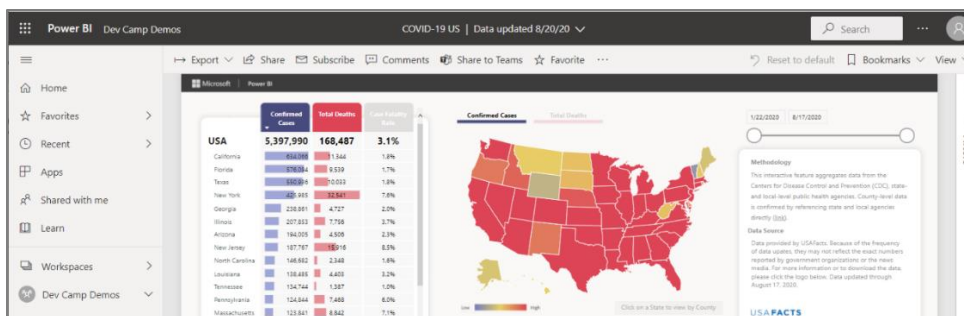 Power BI Dev Camp Demos
COVID-19 US | Data updated 8/20/20
Search
Export
Share
Subscribe
Comments
Share to Teams
Favorite
Reset to default
Bookmarks
View
Home
Favorites
Recent
Apps
Shared with me
Learn
Workspaces
Dev Camp Demos
Microsoft | Power BI
Confirmed Cases Total Deaths Case Fatality Rate
USA 5,397,990 168,487 3.1%
California 11,344 1.8%
Florida 9,539 1.7%
Texas 10,033 1.8%
New York 32,841 7.6%
Georgia 238,861 4,727 2.0%
Illinois 3.7%
Arizona 194,005 4,506 2.3%
New Jersey 187,767 15,916 8.5%
North Carolina 2,348 1.6%
Louisiana 4,403 3.2%
Tennessee 134,744 1,387 1.0%
Pennsylvania 124,844 7,468 6.0%
Massachusetts 123,841 8,842 7.1%
Confirmed Cases
Total Deaths
Low
High
Click on a State to view by County
1/22/2020
8/17/2020
Methodology
This interactive feature aggregates data from the
Centers for Disease Control and Prevention (CDC), state-
and local-level public health agencies. County-level data
is confirmed by referencing state and local agencies
directly (link).
Data Source
Data provided by USAFacts. Because of the frequency
of data upates, they may not reflect the exact numbers
reported by government organizations or the news
media. For more information or to download the data,
please click the logo below. Data updated through
August 17, 2020.
USAFACTS